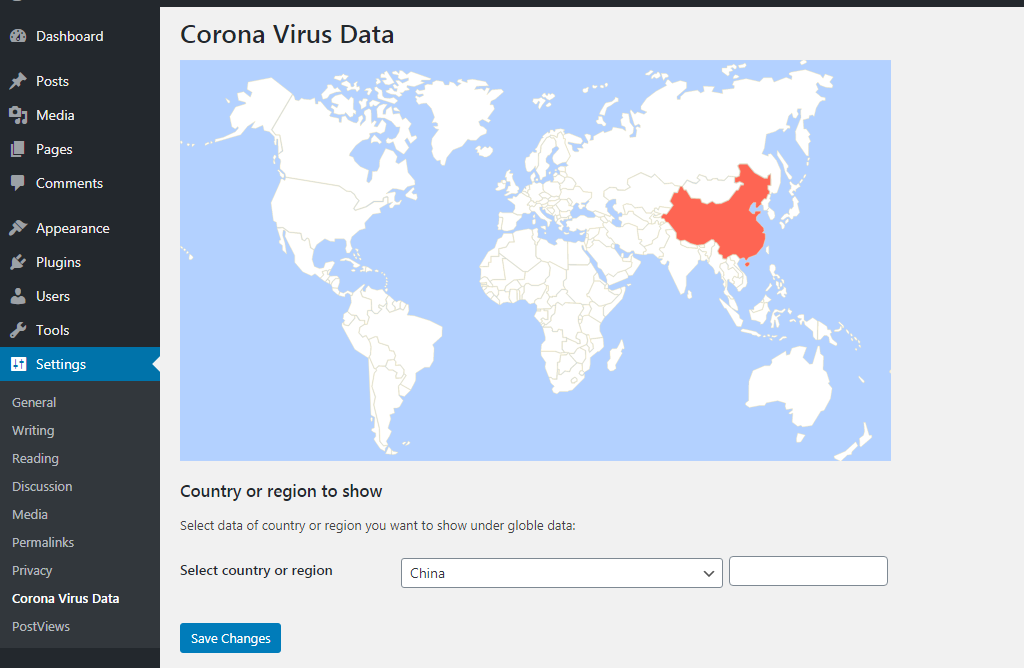 Dashboard
Posts
Media
Pages
Comments
Appearance
Plugins
Users
Tools
Settings
General
Writing
Reading
Discussion
Media
Permalinks
Privacy
Corona Virus Data
PostViews
Corona Virus Data
Country or region to show
Select data of country or region you want to show under globle data:
Select country or region
China
Save Changes